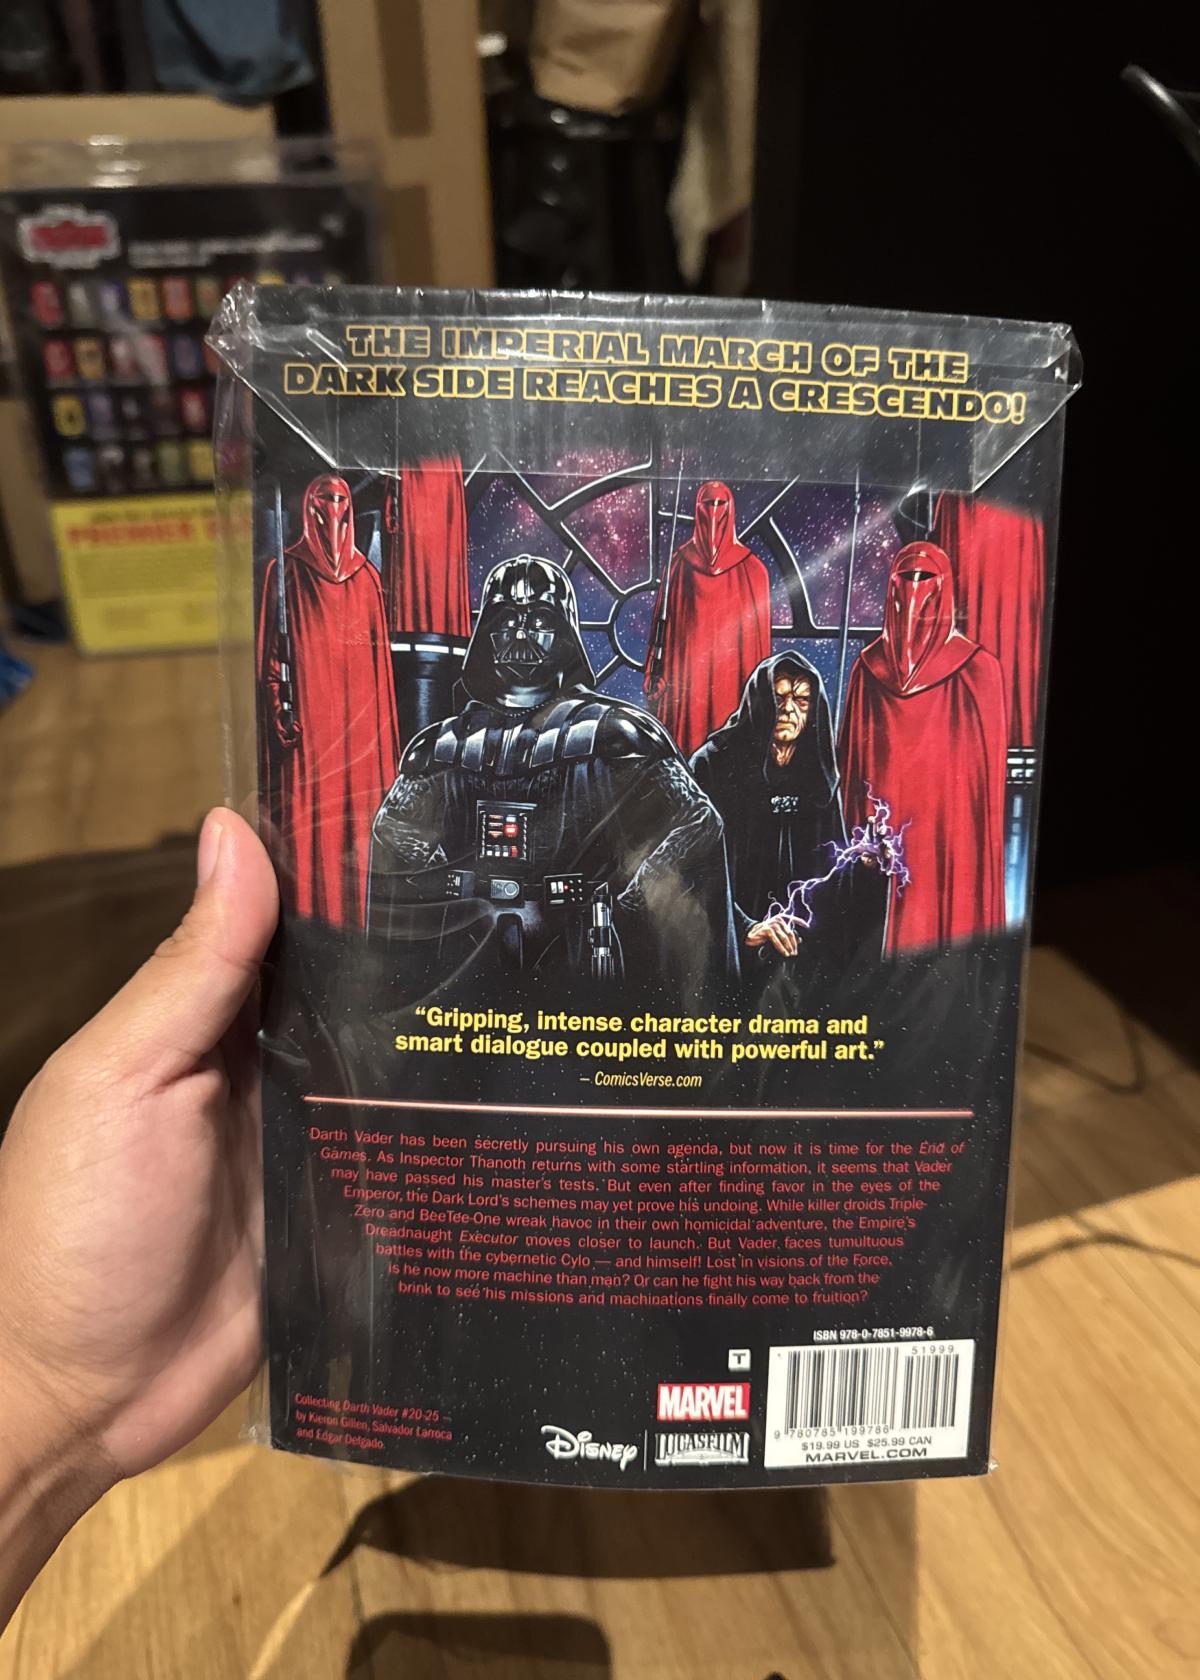 THE IMPERIAL MARCH OF THE
DARK SIDE REACHES A CRESCENDO!
“Gripping, intense character drama and
smart dialogue coupled with powerful art.”
– ComicsVerse.com
Darth Vader has been secretly pursuing his own agenda, but now it is time for the End of
Games. As Inspector Thanoth returns with some startling information, it seems that Vader
may have passed his master's tests. But even after finding favor in the eyes of the
Emperor, the Dark Lord's schemes may yet prove his undoing. While killer droids Triple-
Zero and BeeTee-One wreak havoc in their own homicidal adventure, the Empire's
Dreadnaught Executor moves closer to launch. But Vader faces tumultuous
battles with the cybernetic Cylo — and himself! Lost in visions of the Force,
is he now more machine than man? Or can he fight his way back from the
brink to see his missions and machinations finally come to fruition?
Collecting Darth Vader #20-25 —
by Kieron Gillen, Salvador Larroca
and Edgar Delgado.
T
MARVEL
Disney
LUCASFILM
ISBN 978-0-7851-9978-6
51999
9 780785 199786
$19.99 US $25.99 CAN
MARVEL.COM
PREMIER